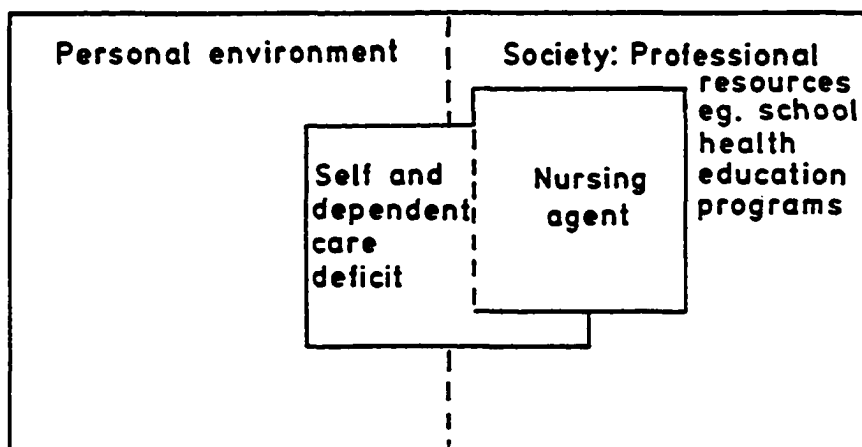 Personal environment
Society: Professional
resources
eg. school
health
education
programs
Self and
dependent
care
deficit
Nursing
agent